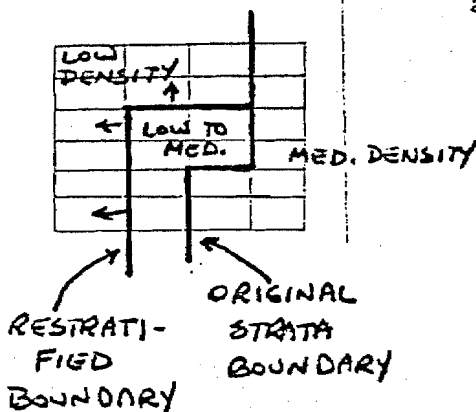 LOW
DENSITY
LOW TO
MED.
MED. DENSITY
RESTRATI-
FIED
BOUNDARY
ORIGINAL
STRATA
BOUNDARY